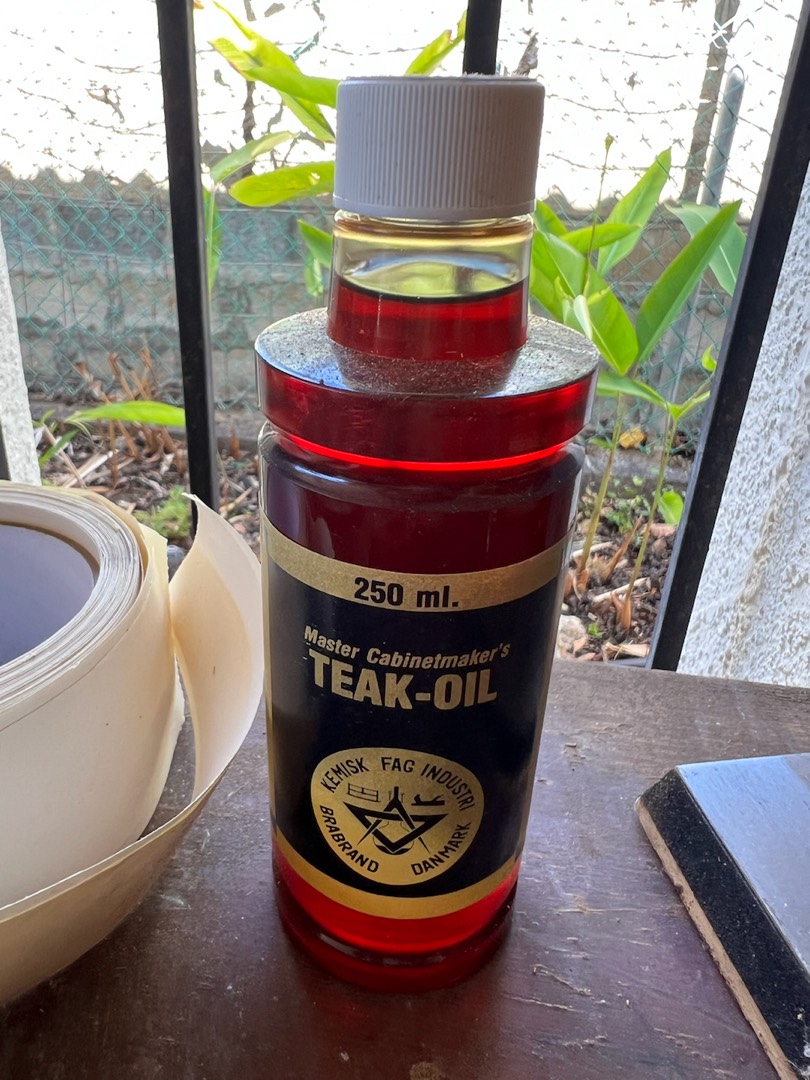 250 ml.
Master Cabinetmaker's
TEAK-OIL
KEMISK FAG INDUSTRI
BRABRAND DANMARK